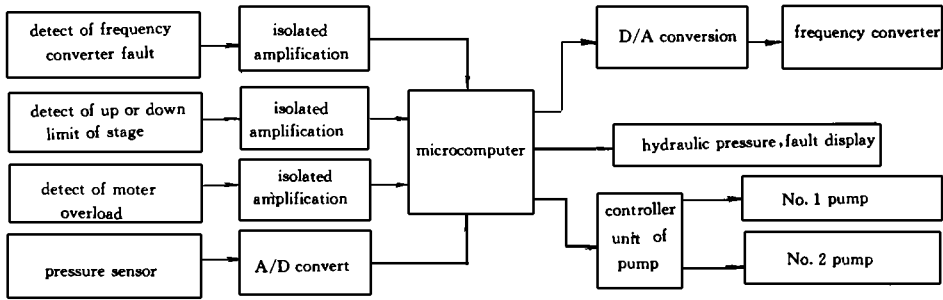 detect of frequency
converter fault
isolated
amplification
D/A conversion
frequency converter
detect of up or down
limit of stage
isolated
amplification
microcomputer
hydraulic pressure, fault display
detect of moter
overload
isolated
amplification
controller
unit of
pump
No. 1 pump
pressure sensor
A/D convert
No. 2 pump